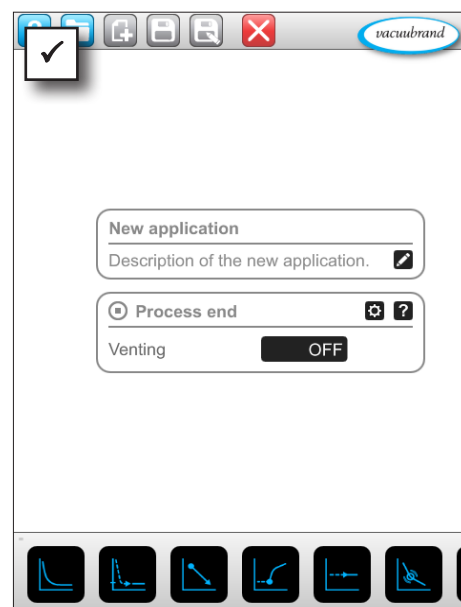 vacuubrand
New application
Description of the new application.
Process end
?
Venting
OFF